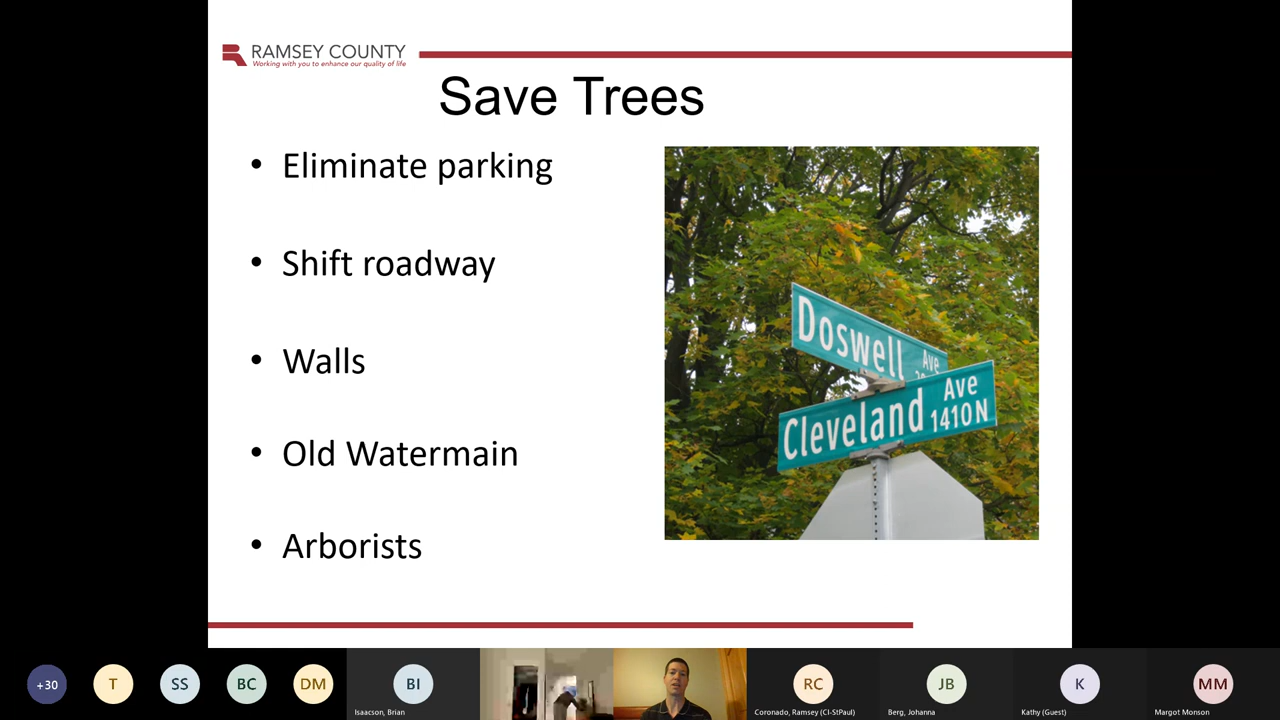 RAMSEY COUNTY
Working with you to enhance our quality of life
Save Trees
• Eliminate parking
• Shift roadway
• Walls
• Old Watermain
• Arborists
Doswell Ave
Cleveland Ave
1410N
+30
T
SS
BC
DM
BI
RC
JB
K
MM
Isaacson, Brian
Coronado, Ramsey (CI-StPaul)
Berg, Johanna
Kathy (Guest)
Margot Monson